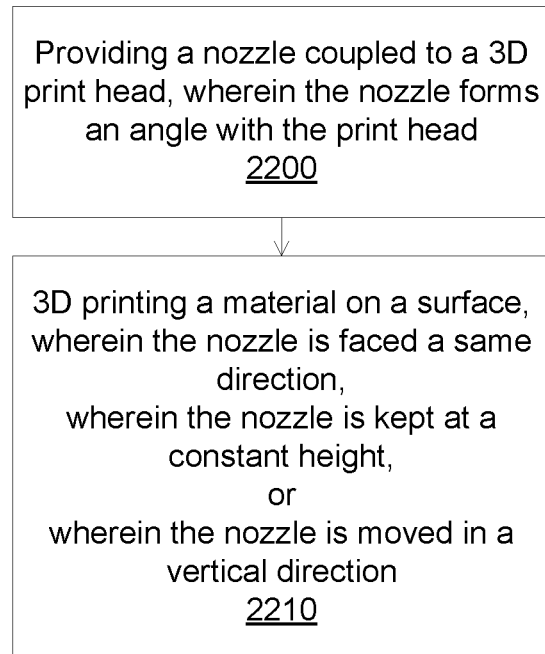 Providing a nozzle coupled to a 3D
print head, wherein the nozzle forms
an angle with the print head
2200
3D printing a material on a surface,
wherein the nozzle is faced a same
direction,
wherein the nozzle is kept at a
constant height,
or
wherein the nozzle is moved in a
vertical direction
2210